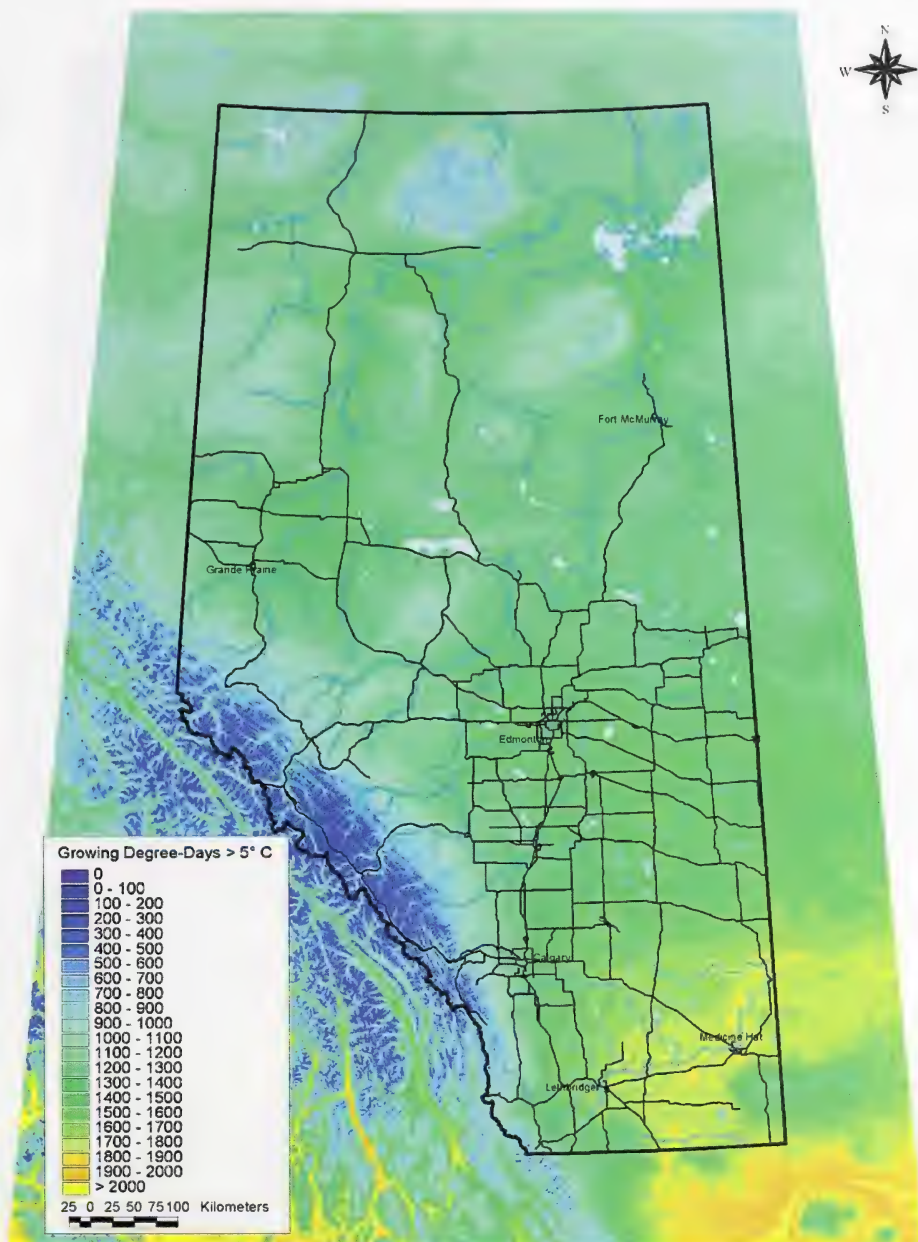 N
W
S
Fort McMurray
Grande Prairie
Edmonton
Calgary
Medicine Hat
Lethbridge
Growing Degree-Days > 5° C
0
0 - 100
100 - 200
200 - 300
300 - 400
400 - 500
500 - 600
600 - 700
700 - 800
800 - 900
900 - 1000
1000 - 1100
1100 - 1200
1200 - 1300
1300 - 1400
1400 - 1500
1500 - 1600
1600 - 1700
1700 - 1800
1800 - 1900
1900 - 2000
> 2000
25 0 25 50 75 100 Kilometers